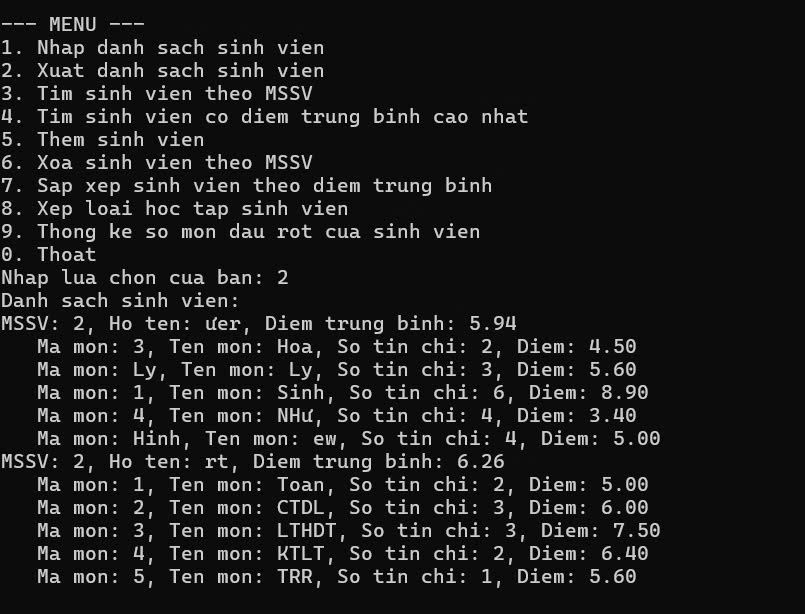 --- MENU ---
1. Nhap danh sach sinh vien
2. Xuat danh sach sinh vien
3. Tim sinh vien theo MSSV
4. Tim sinh vien co diem trung binh cao nhat
5. Them sinh vien
6. Xoa sinh vien theo MSSV
7. Sap xep sinh vien theo diem trung binh
8. Xep loai hoc tap sinh vien
9. Thong ke so mon dau rot cua sinh vien
0. Thoat
Nhap lua chon cua ban: 2
Danh sach sinh vien:
MSSV: 2, Ho ten: ưer, Diem trung binh: 5.94
   Ma mon: 3, Ten mon: Hoa, So tin chi: 2, Diem: 4.50
   Ma mon: Ly, Ten mon: Ly, So tin chi: 3, Diem: 5.60
   Ma mon: 1, Ten mon: Sinh, So tin chi: 6, Diem: 8.90
   Ma mon: 4, Ten mon: NHư, So tin chi: 4, Diem: 3.40
   Ma mon: Hinh, Ten mon: ew, So tin chi: 4, Diem: 5.00
MSSV: 2, Ho ten: rt, Diem trung binh: 6.26
   Ma mon: 1, Ten mon: Toan, So tin chi: 2, Diem: 5.00
   Ma mon: 2, Ten mon: CTDL, So tin chi: 3, Diem: 6.00
   Ma mon: 3, Ten mon: LTHDT, So tin chi: 3, Diem: 7.50
   Ma mon: 4, Ten mon: KTLT, So tin chi: 2, Diem: 6.40
   Ma mon: 5, Ten mon: TRR, So tin chi: 1, Diem: 5.60